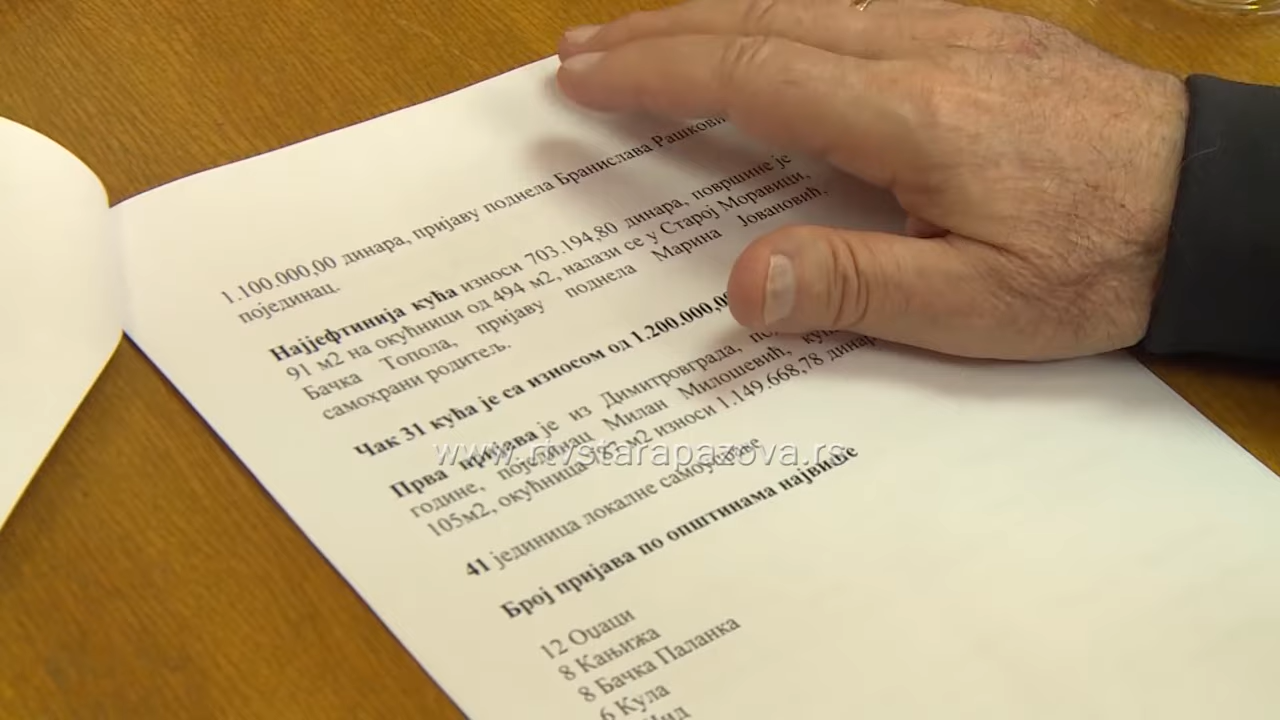 1.100.000,00 динара, пријаву поднела Бранислава
појединац.
Најјефтинија кућа износи 703.194,80 динара, површине је
91 м2 на окућници од 494 м2, налази се у Старој Моравици,
Бачка Топола, пријаву поднела Марина Јовановић,
самохрани родитељ.
Чак 31 кућа је са износом од 1.200.000,00
Прва пријава је из Димитровграда,
године, појединац Милан Милошевић,
105м2, окућница м2 износи 1.149.668,78
www.rtvstarapazova.rs
41 јединица локалне самоуправе
Број пријава по општинама највише
12 Оџаци
8 Кањижа
8 Бачка Паланка
6 Кула